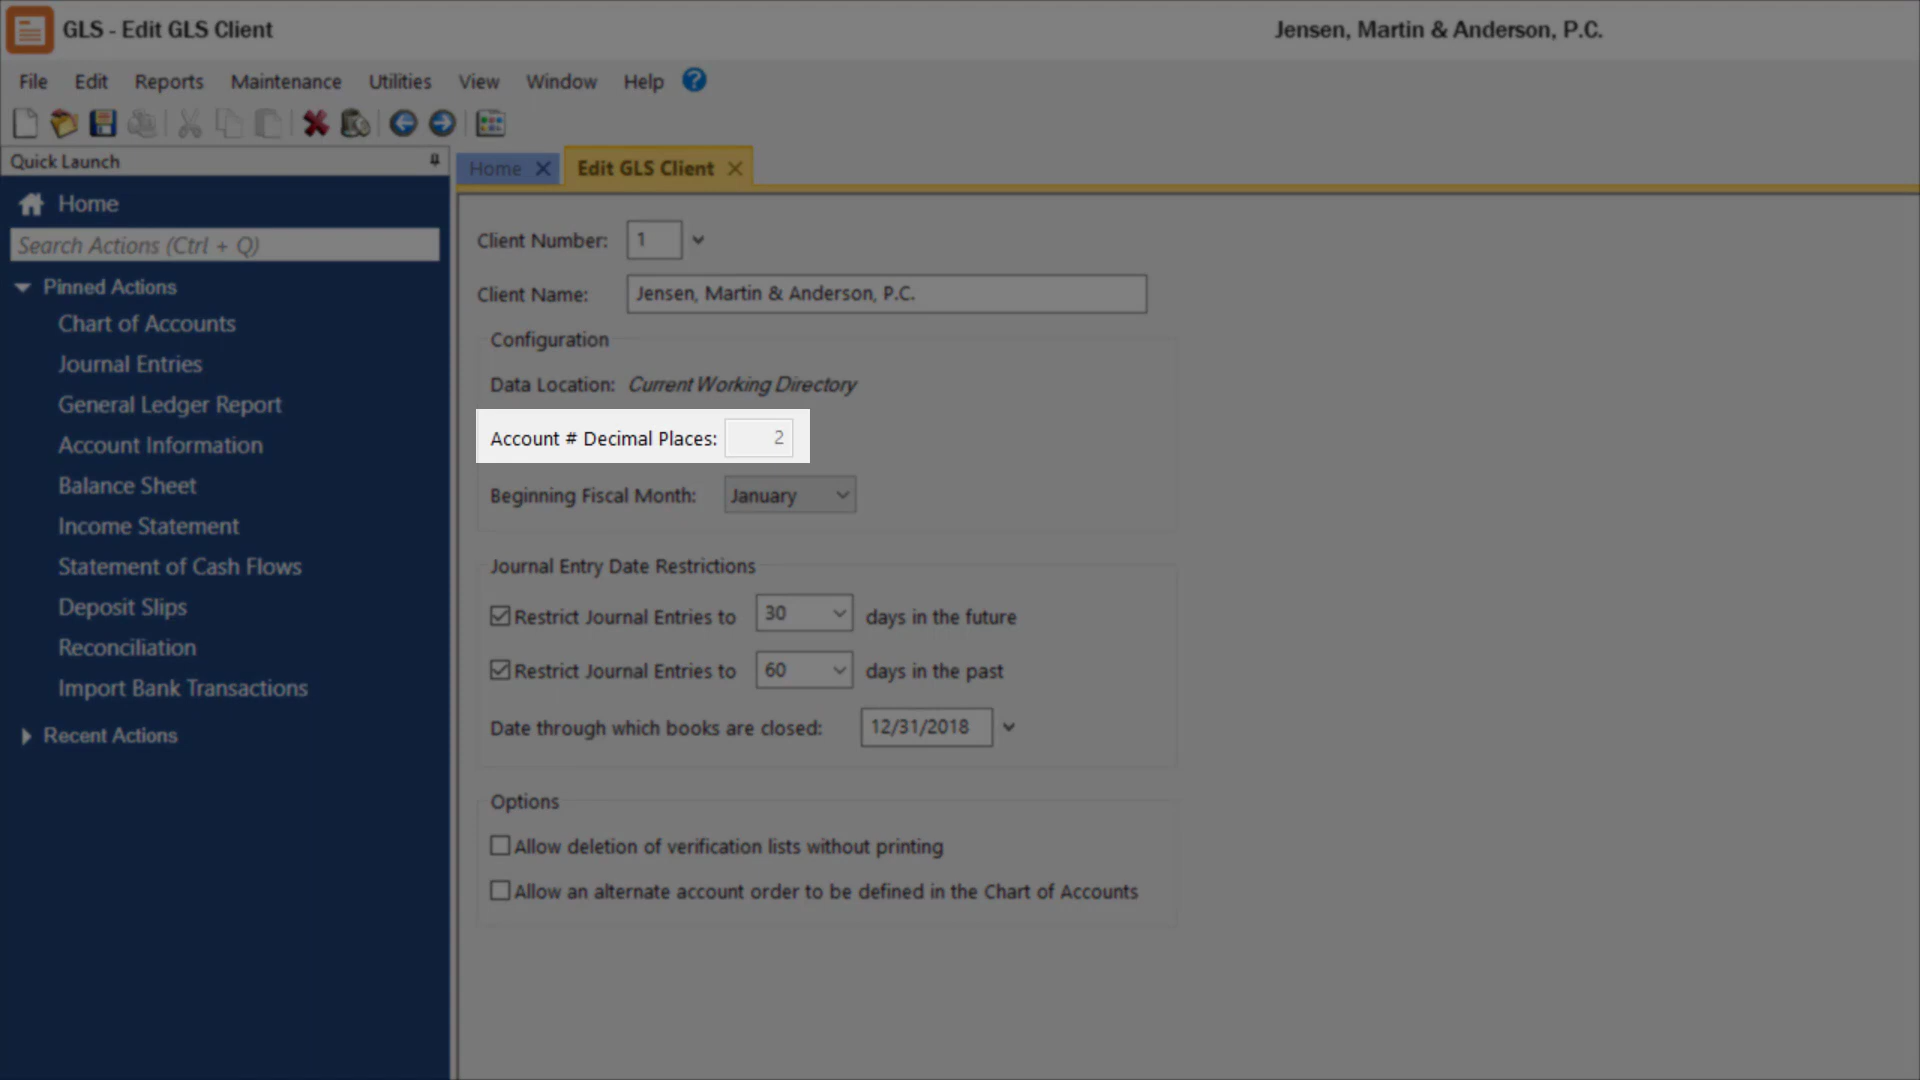 GLS - Edit GLS Client
Jensen, Martin & Anderson, P.C.
File Edit Reports Maintenance Utilities View Window Help ?
Quick Launch
Home
Search Actions (Ctrl + Q)
Pinned Actions
Chart of Accounts
Journal Entries
General Ledger Report
Account Information
Balance Sheet
Income Statement
Statement of Cash Flows
Deposit Slips
Reconciliation
Import Bank Transactions
Recent Actions
Home Edit GLS Client
Client Number: 1
Client Name: Jensen, Martin & Anderson, P.C.
Configuration
Data Location: Current Working Directory
Account # Decimal Places: 2
Beginning Fiscal Month: January
Journal Entry Date Restrictions
Restrict Journal Entries to 30 days in the future
Restrict Journal Entries to 60 days in the past
Date through which books are closed: 12/31/2018
Options
Allow deletion of verification lists without printing
Allow an alternate account order to be defined in the Chart of Accounts